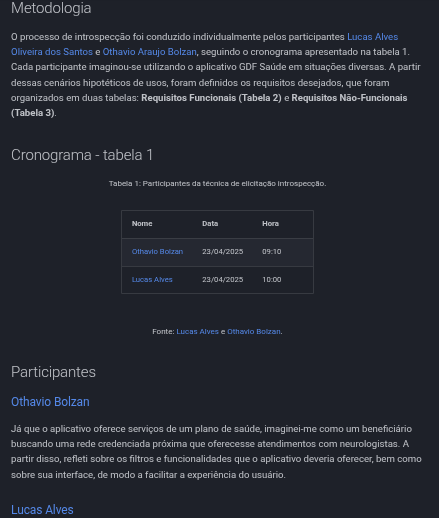 Metodologia
O processo de introspecção foi conduzido individualmente pelos participantes Lucas Alves
Oliveira dos Santos e Othavio Araujo Bolzan, seguindo o cronograma apresentado na tabela 1.
Cada participante imaginou-se utilizando o aplicativo GDF Saúde em situações diversas. A partir
dessas cenários hipotéticos de usos, foram definidos os requisitos desejados, que foram
organizados em duas tabelas: Requisitos Funcionais (Tabela 2) e Requisitos Não-Funcionais
(Tabela 3).
Cronograma - tabela 1
Tabela 1: Participantes da técnica de elicitação Introspecção.
Nome Data Hora
Othavio Bolzan 23/04/2025 09:10
Lucas Alves 23/04/2025 10:00
Fonte: Lucas Alves e Othavio Bolzan.
Participantes
Othavio Bolzan
Já que o aplicativo oferece serviços de um plano de saúde, imaginei-me como um beneficiário
buscando uma rede credenciada próxima que oferecesse atendimentos com neurologistas. A
partir disso, refleti sobre os filtros e funcionalidades que o aplicativo deveria oferecer, bem como
sobre sua interface, de modo a facilitar a experiência do usuário.
Lucas Alves